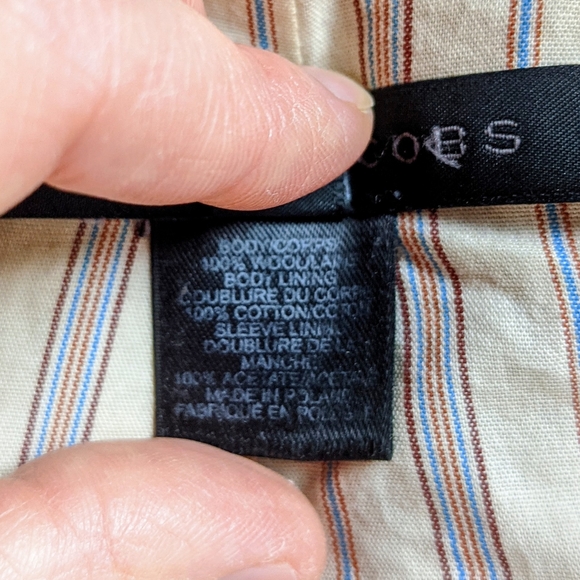 COBS
BODY/CORPS
100% WOOL/LAINE
BODY LINING
DOUBLURE DU CORPS
100% COTTON/COTON
SLEEVE LINING
DOUBLURE DE LA
MANCHE
100% ACETATE/ACETATE
MADE IN POLAND
FABRIQUÉ EN POLOGNE